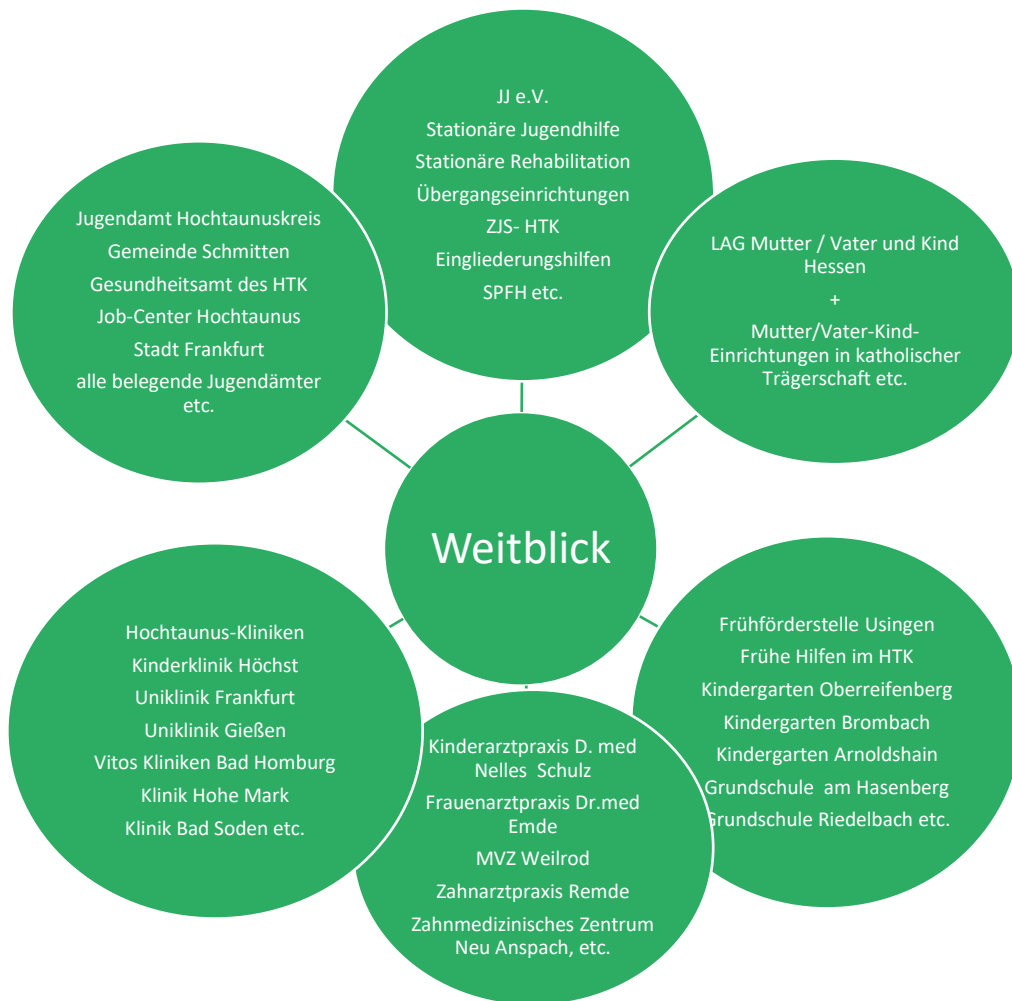 JJ e.V.
Stationäre Jugendhilfe
Stationäre Rehabilitation
Übergangseinrichtungen
ZJS- HTK
Eingliederungshilfen
SPFH etc.
LAG Mutter / Vater und Kind
Hessen
+
Mutter/Vater-Kind-
Einrichtungen in katholischer
Trägerschaft etc.
Frühförderstelle Usingen
Frühe Hilfen im HTK
Kindergarten Oberreifenberg
Kindergarten Brombach
Kindergarten Arnoldshain
Grundschule am Hasenberg
Grundschule Riedelbach etc.
Kinderarztpraxis D. med
Nelles Schulz
Frauenarztpraxis Dr.med
Emde
MVZ Weilrod
Zahnarztpraxis Remde
Zahnmedizinisches Zentrum
Neu Anspach, etc.
Hochtaunus-Kliniken
Kinderklinik Höchst
Uniklinik Frankfurt
Uniklinik Gießen
Vitos Kliniken Bad Homburg
Klinik Hohe Mark
Klinik Bad Soden etc.
Jugendamt Hochtaunuskreis
Gemeinde Schmitten
Gesundheitsamt des HTK
Job-Center Hochtaunus
Stadt Frankfurt
alle belegende Jugendämter
etc.
Weitblick